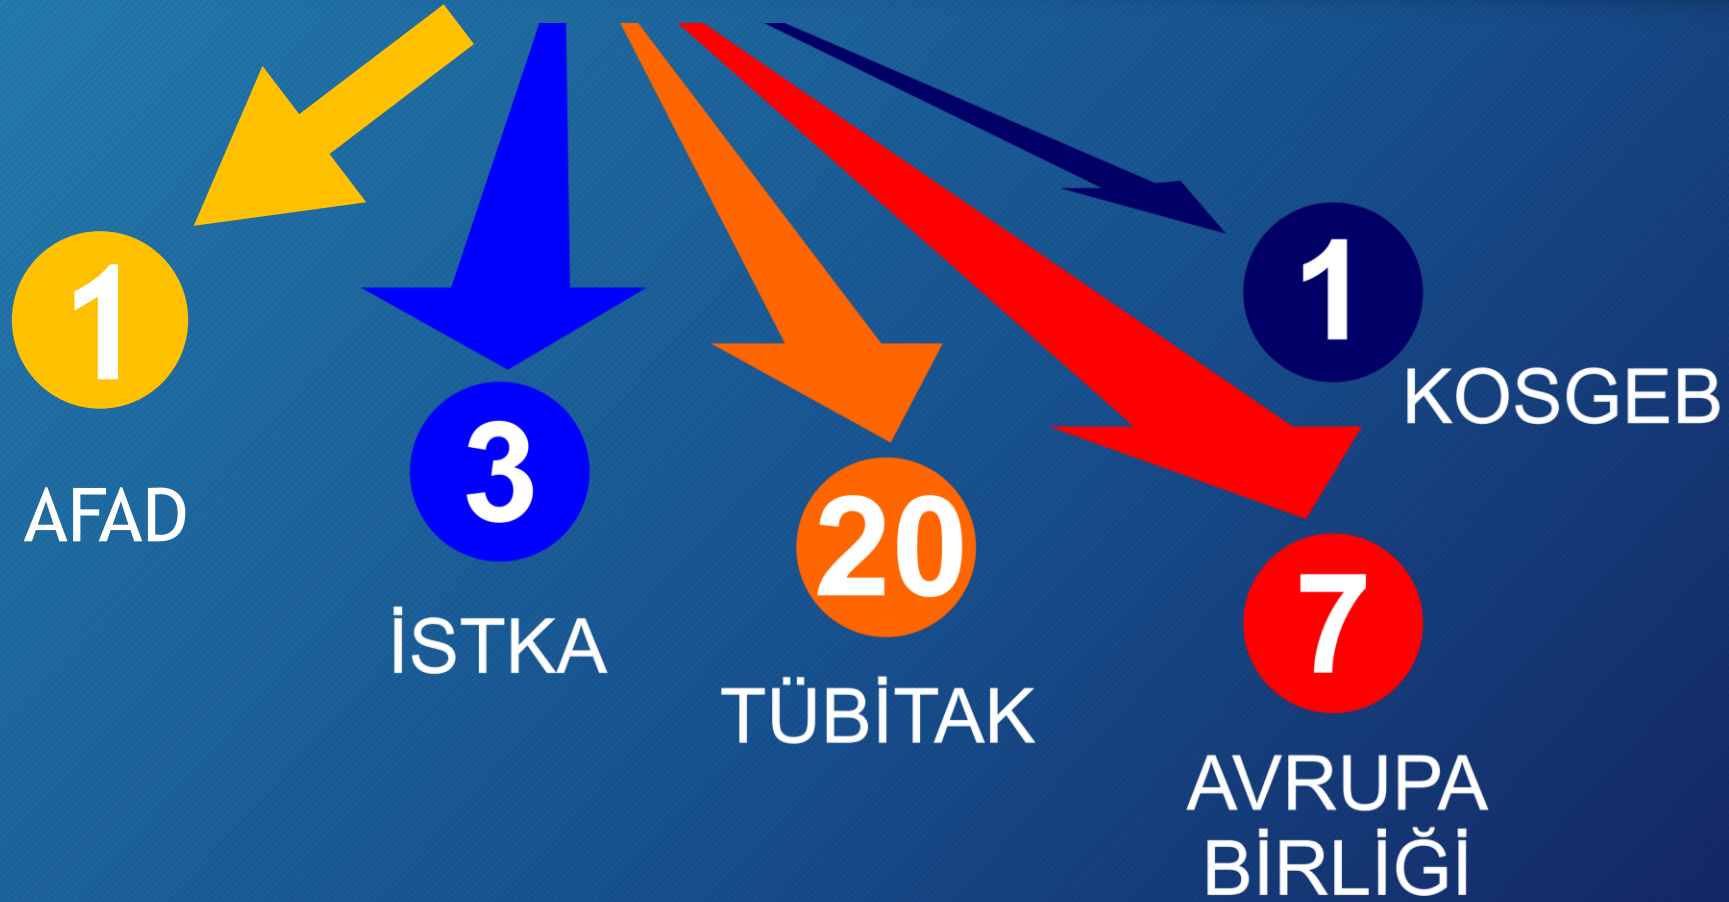 1
AFAD
3
İSTKA
20
TÜBİTAK
7
AVRUPA
BİRLİĞİ
1
KOSGEB